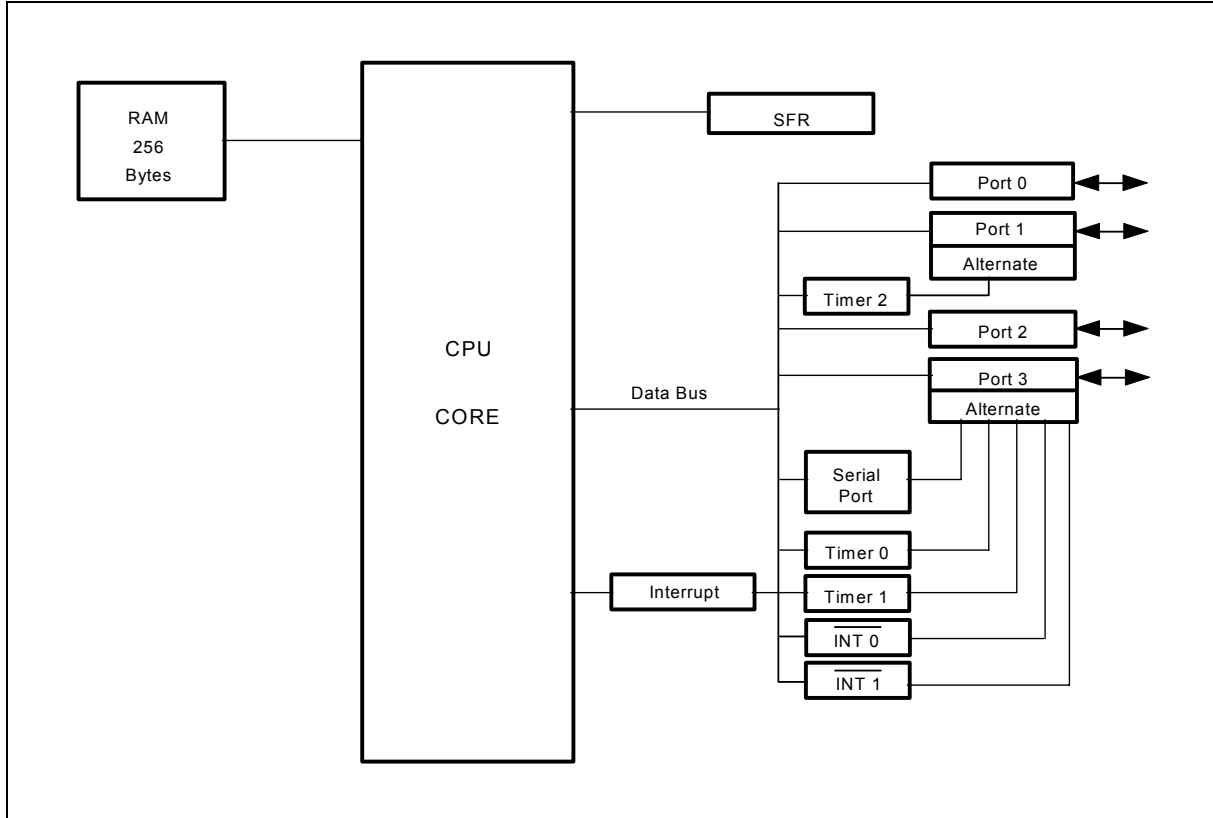 RAM
256
Bytes
CPU
CORE
SFR
Port 0
Port 1
Alternate
Timer 2
Port 2
Port 3
Alternate
Data Bus
Serial
Port
Timer 0
Interrupt
Timer 1
INT 0
INT 1